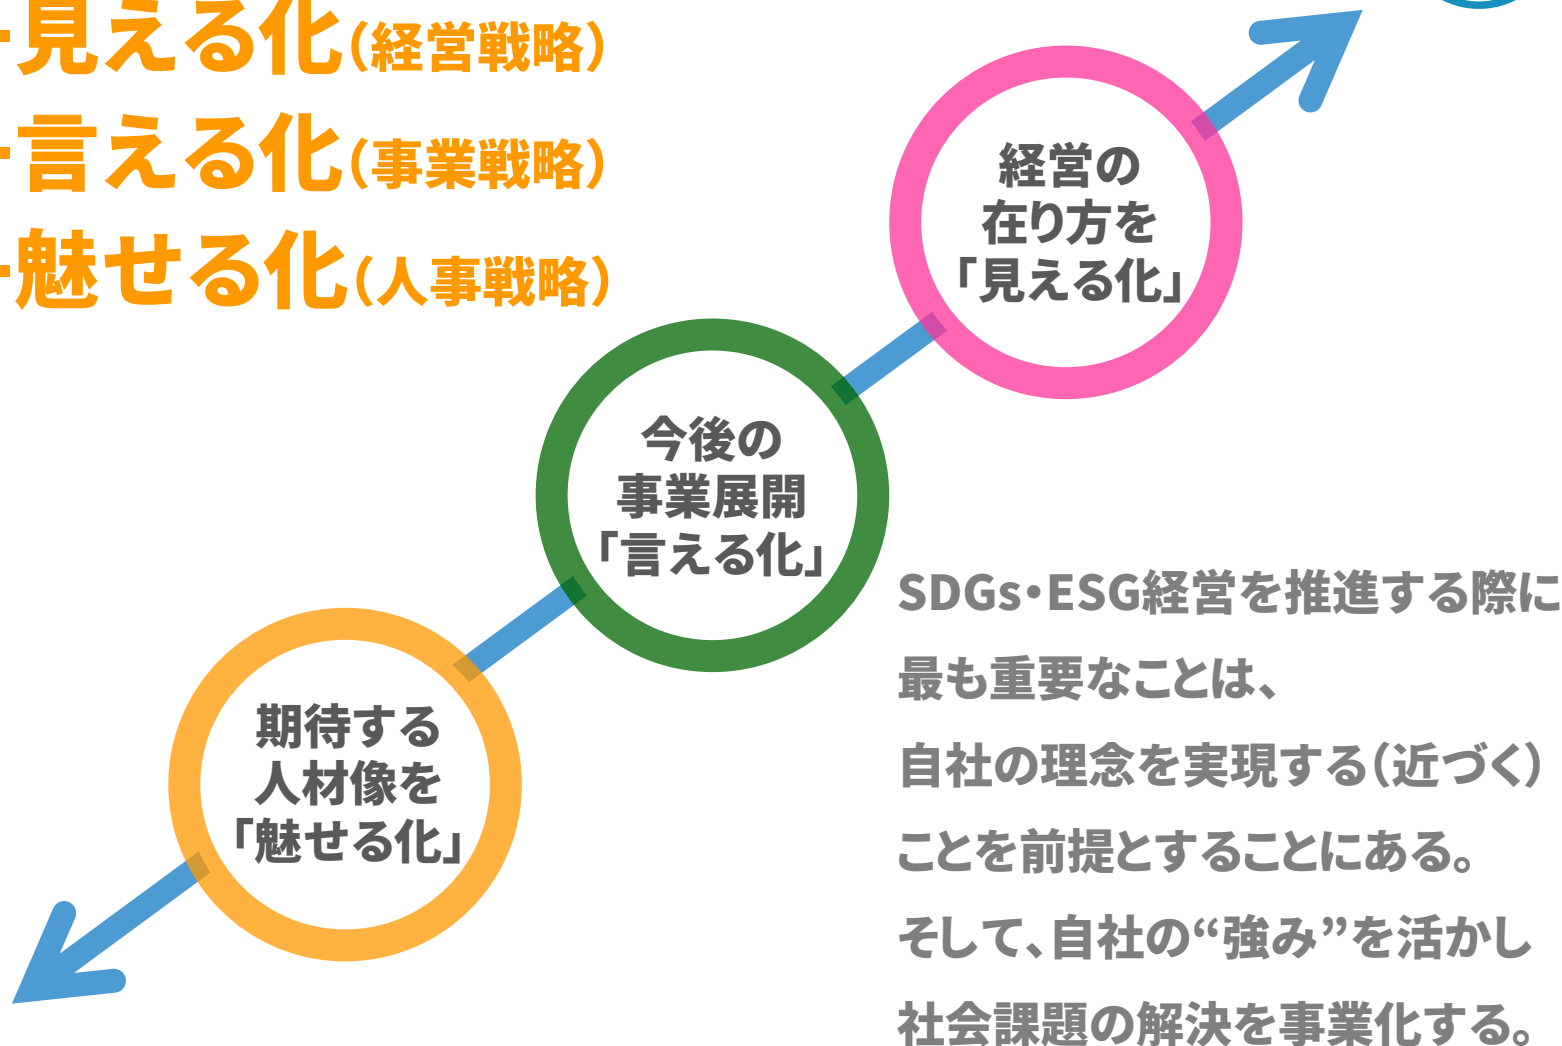 -見える化(経営戦略)
-言える化(事業戦略)
-魅せる化(人事戦略)
経営の
在り方を
「見える化」
今後の
事業展開
「言える化」
期待する
人材像を
「魅せる化」
SDGs・ESG経営を推進する際に
最も重要なことは、
自社の理念を実現する(近づく)
ことを前提とすることにある。
そして、自社の“強み”を活かし
社会課題の解決を事業化する。